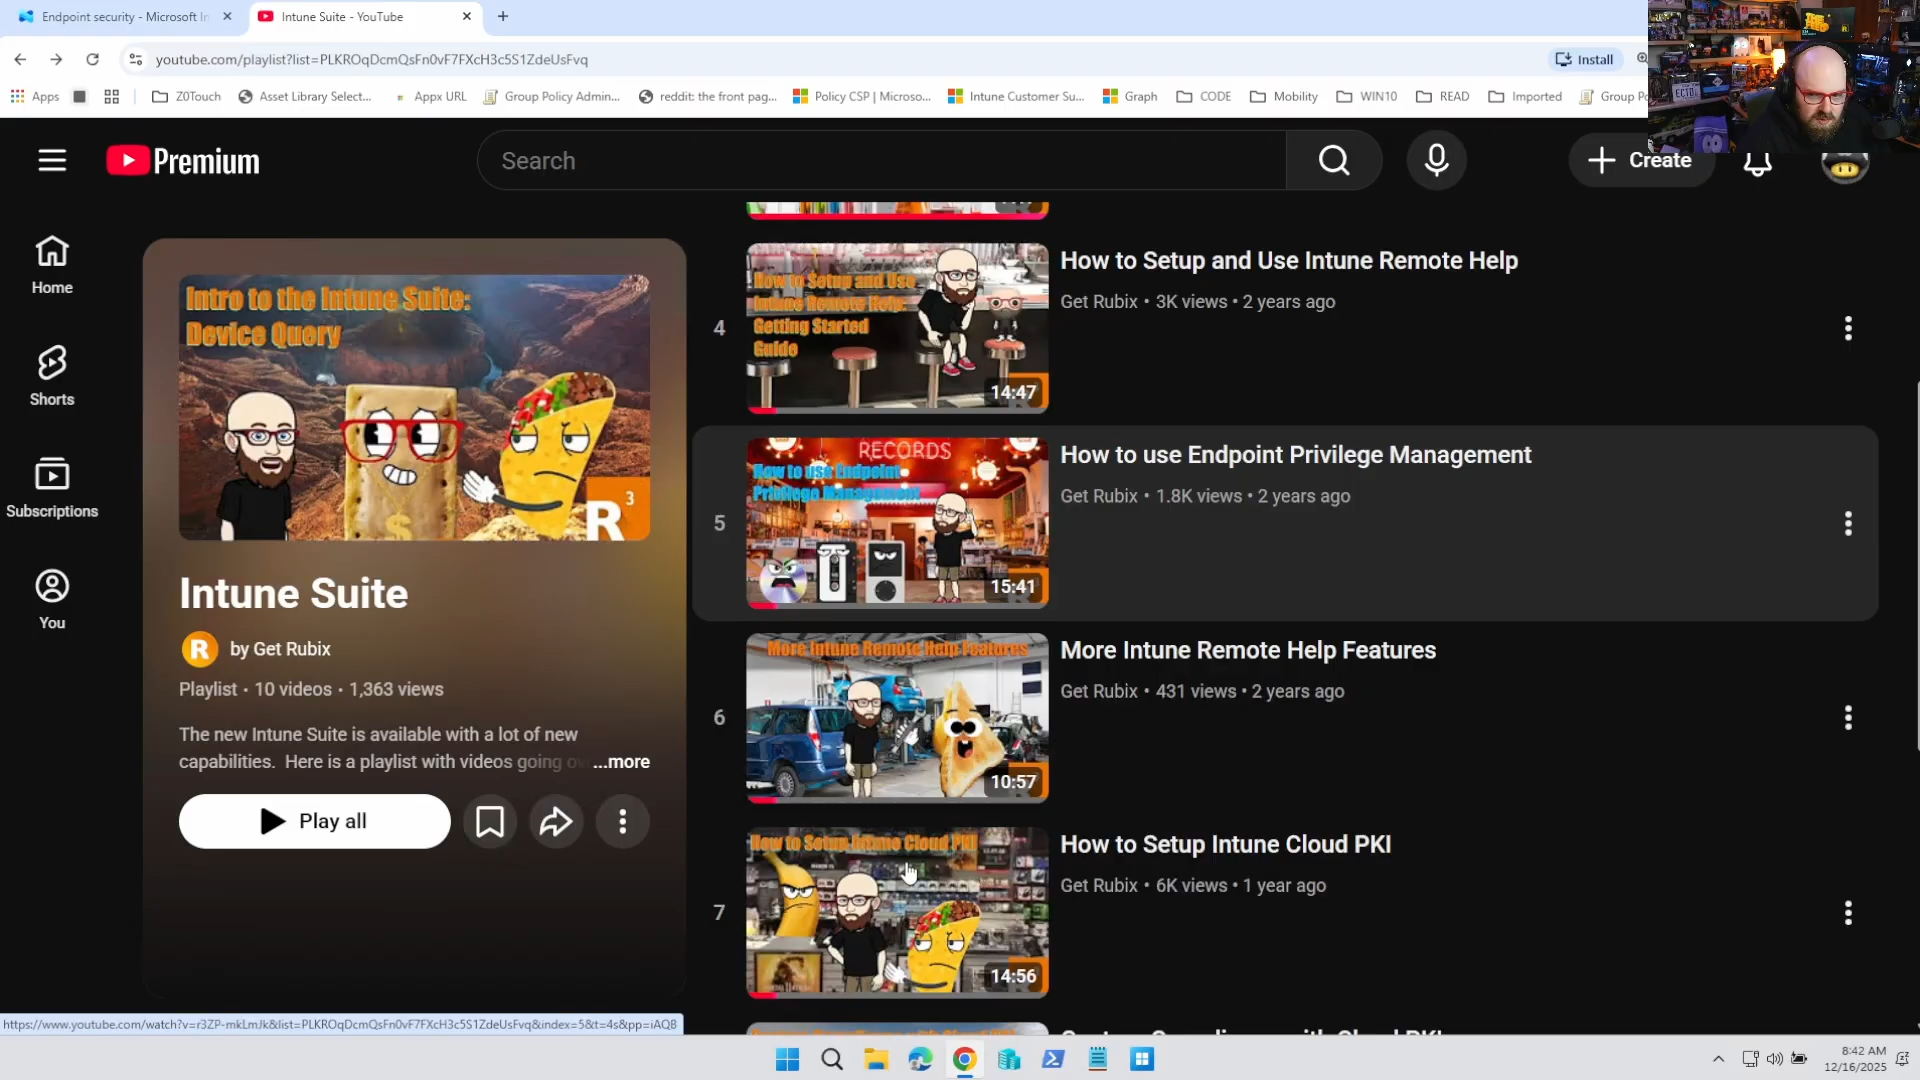 Endpoint security - Microsoft In
Intune Suite - YouTube
youtube.com/playlist?list=PLKROqDcmQsFn0vF7FXcH3c5S1ZdeUsFvq
Install
Apps
Z0Touch
Asset Library Select...
Appx URL
Group Policy Admin...
reddit: the front pag...
Policy CSP | Microso...
Intune Customer Su...
Graph
CODE
Mobility
WIN10
READ
Imported
Group Po
Premium
Search
Create
Home
Shorts
Subscriptions
You
Intro to the Intune Suite:
Device Query
R3
Intune Suite
R
by Get Rubix
Playlist • 10 videos • 1,363 views
The new Intune Suite is available with a lot of new
capabilities. Here is a playlist with videos going ...more
Play all
4
How to Setup and Use
Intune Remote Help:
Getting Started
Guide
14:47
How to Setup and Use Intune Remote Help
Get Rubix • 3K views • 2 years ago
5
RECORDS
How to use Endpoint
Privilege Management
15:41
How to use Endpoint Privilege Management
Get Rubix • 1.8K views • 2 years ago
6
More Intune Remote Help Features
10:57
More Intune Remote Help Features
Get Rubix • 431 views • 2 years ago
7
How to Setup Intune Cloud PKI
14:56
How to Setup Intune Cloud PKI
Get Rubix • 6K views • 1 year ago
https://www.youtube.com/watch?v=r3ZP-mkLmJk&list=PLKROqDcmQsFn0vF7FXcH3c5S1ZdeUsFvq&index=5&t=4s&pp=iAQB
8:42 AM
12/16/2025